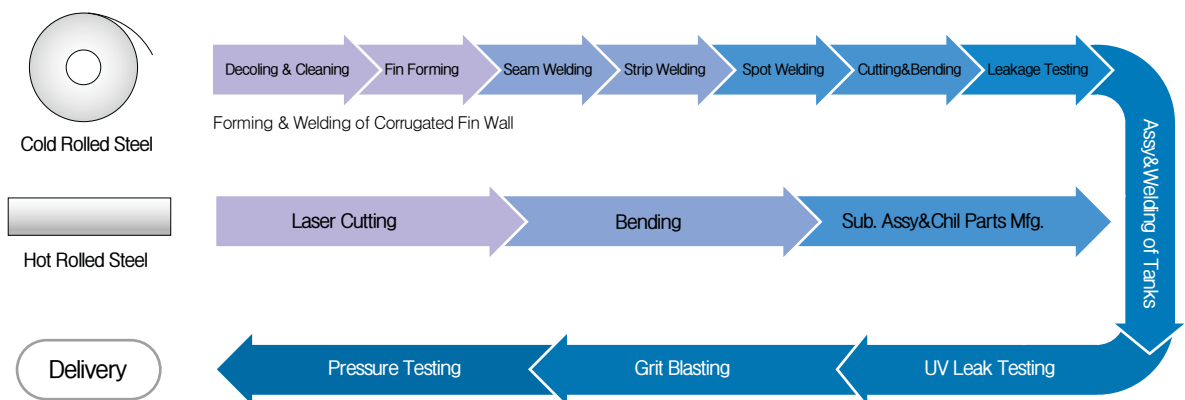 Decoling & Cleaning
Fin Forming
Seam Welding
Strip Welding
Spot Welding
Cutting&Bending
Leakage Testing
Forming & Welding of Corrugated Fin Wall
Cold Rolled Steel
Assy&Welding of Tanks
Laser Cutting
Bending
Sub. Assy&Chil Parts Mfg.
Hot Rolled Steel
Delivery
Pressure Testing
Grit Blasting
UV Leak Testing